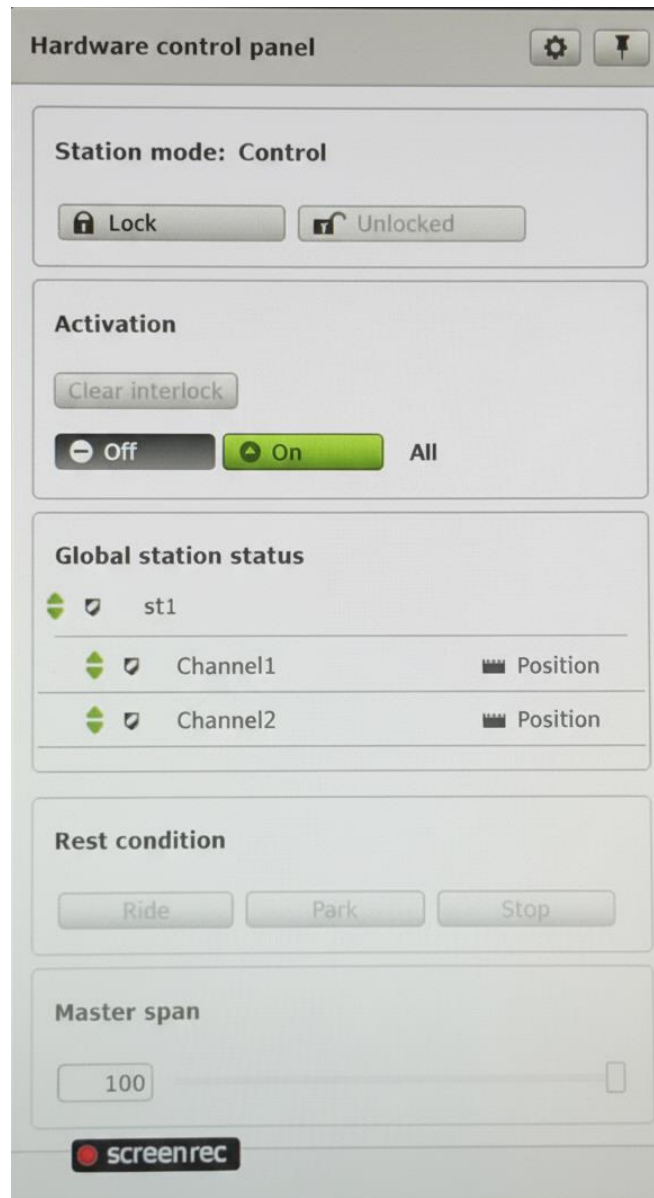 Hardware control panel
Station mode: Control
Lock
Unlocked
Activation
Clear interlock
Off
On
All
Global station status
st1
Channel1
Position
Channel2
Position
Rest condition
Ride
Park
Stop
Master span
100
screenrec